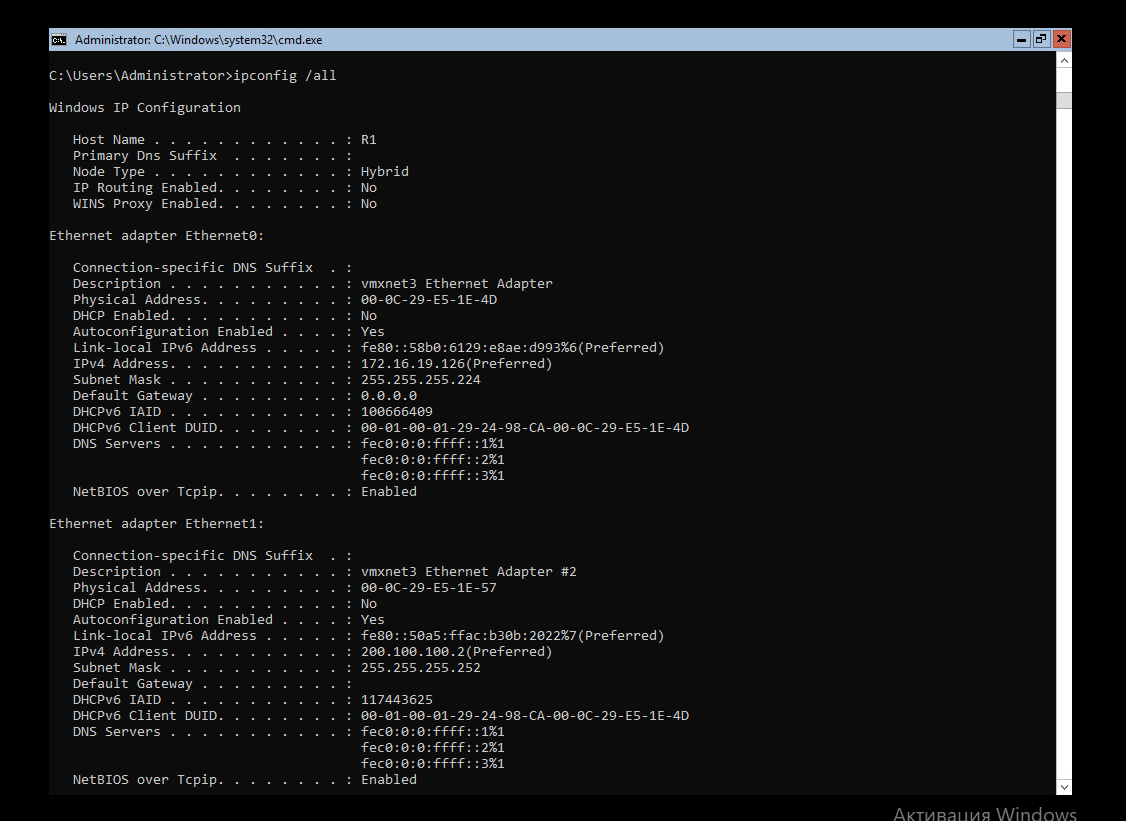 Administrator: C:\Windows\system32\cmd.exe
C:\Users\Administrator>ipconfig /all
Windows IP Configuration
Host Name . . . . . . . . . . . . : R1
Primary Dns Suffix  . . . . . . . :
Node Type . . . . . . . . . . . . : Hybrid
IP Routing Enabled. . . . . . . . : No
WINS Proxy Enabled. . . . . . . . : No
Ethernet adapter Ethernet0:
Connection-specific DNS Suffix  . :
Description . . . . . . . . . . . : vmxnet3 Ethernet Adapter
Physical Address. . . . . . . . . : 00-0C-29-E5-1E-4D
DHCP Enabled. . . . . . . . . . . : No
Autoconfiguration Enabled . . . . : Yes
Link-local IPv6 Address . . . . . : fe80::58b0:6129:e8ae:d993%6(Preferred)
IPv4 Address. . . . . . . . . . . : 172.16.19.126(Preferred)
Subnet Mask . . . . . . . . . . . : 255.255.255.224
Default Gateway . . . . . . . . . : 0.0.0.0
DHCPv6 IAID . . . . . . . . . . . : 100666409
DHCPv6 Client DUID. . . . . . . . : 00-01-00-01-29-24-98-CA-00-0C-29-E5-1E-4D
DNS Servers . . . . . . . . . . . : fec0:0:0:ffff::1%1
fec0:0:0:ffff::2%1
fec0:0:0:ffff::3%1
NetBIOS over Tcpip. . . . . . . . : Enabled
Ethernet adapter Ethernet1:
Connection-specific DNS Suffix  . :
Description . . . . . . . . . . . : vmxnet3 Ethernet Adapter #2
Physical Address. . . . . . . . . : 00-0C-29-E5-1E-57
DHCP Enabled. . . . . . . . . . . : No
Autoconfiguration Enabled . . . . : Yes
Link-local IPv6 Address . . . . . : fe80::50a5:ffac:b30b:2022%7(Preferred)
IPv4 Address. . . . . . . . . . . : 200.100.100.2(Preferred)
Subnet Mask . . . . . . . . . . . : 255.255.255.252
Default Gateway . . . . . . . . . :
DHCPv6 IAID . . . . . . . . . . . : 117443625
DHCPv6 Client DUID. . . . . . . . : 00-01-00-01-29-24-98-CA-00-0C-29-E5-1E-4D
DNS Servers . . . . . . . . . . . : fec0:0:0:ffff::1%1
fec0:0:0:ffff::2%1
fec0:0:0:ffff::3%1
NetBIOS over Tcpip. . . . . . . . : Enabled
Активация Windows